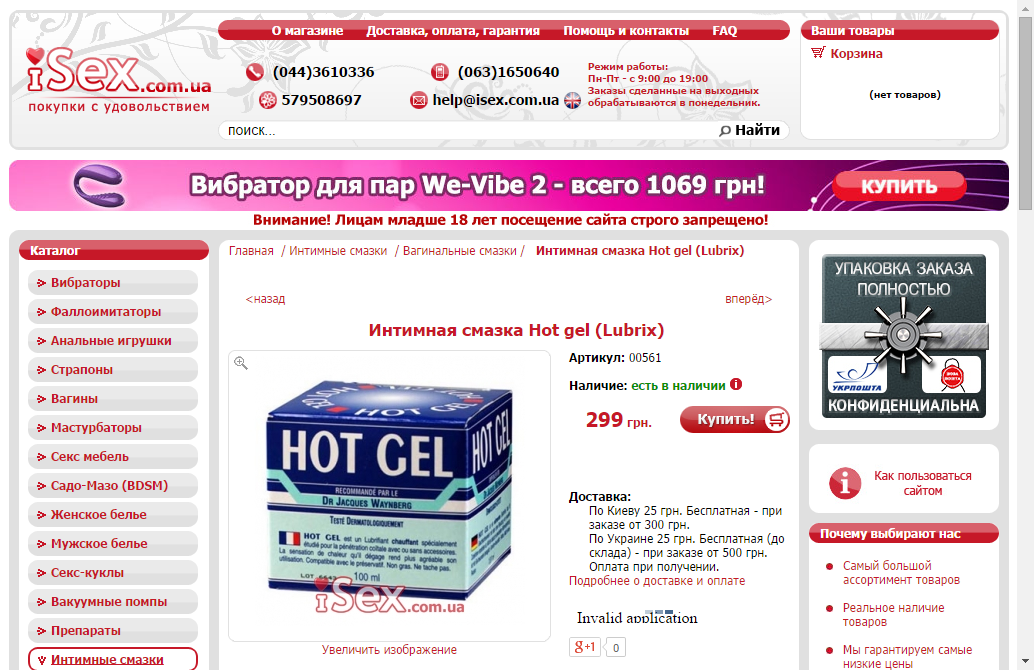 О магазине Доставка, оплата, гарантия Помощь и контакты FAQ
Ваши товары
iSex.com.ua
покупки с удовольствием
(044)3610336
(063)1650640
579508697
help@isex.com.ua
Режим работы:
Пн-Пт - с 9:00 до 19:00
Заказы сделанные на выходных
обрабатываются в понедельник.
Корзина
(нет товаров)
поиск...
Найти
Вибратор для пар We-Vibe 2 - всего 1069 грн!
КУПИТЬ
Внимание! Лицам младше 18 лет посещение сайта строго запрещено!
Каталог
Вибраторы
Фаллоимитаторы
Анальные игрушки
Страпоны
Вагины
Мастурбаторы
Секс мебель
Садо-Мазо (BDSM)
Женское белье
Мужское белье
Секс-куклы
Вакуумные помпы
Препараты
Интимные смазки
Главная / Интимные смазки / Вагинальные смазки / Интимная смазка Hot gel (Lubrix)
<назад
вперёд>
Интимная смазка Hot gel (Lubrix)
HOT GEL
HOT GEL
HOT GEL
RECOMMANDÉ PAR LE
DR JACQUES WAYNBERG
TESTÉ DERMATOLOGIQUEMENT
HOT GEL est un Lubrifiant chauffant spécialement
étudié pour la pénétration coïtale avec ou sans accessoires.
La sensation de chaleur qu'il dégage rend plus agréable son
utilisation. Compatible avec le préservatif. Non gras. Ne tache pas.
100 ml
iSex.com.ua
Увеличить изображение
Артикул: 00561
Наличие: есть в наличии
299 грн.
Купить!
Доставка:
По Киеву 25 грн. Бесплатная - при
заказе от 300 грн.
По Украине 25 грн. Бесплатная (до
склада) - при заказе от 500 грн.
Оплата при получении.
Подробнее о доставке и оплате
Invalid application
g+1
0
УПАКОВКА ЗАКАЗА
ПОЛНОСТЬЮ
УКРПОШТА
НОВА ПОШТА
КОНФИДЕНЦИАЛЬНА
Как пользоваться
сайтом
Почему выбирают нас
Самый большой
ассортимент товаров
Реальное наличие
товаров
Мы гарантируем самые
низкие цены